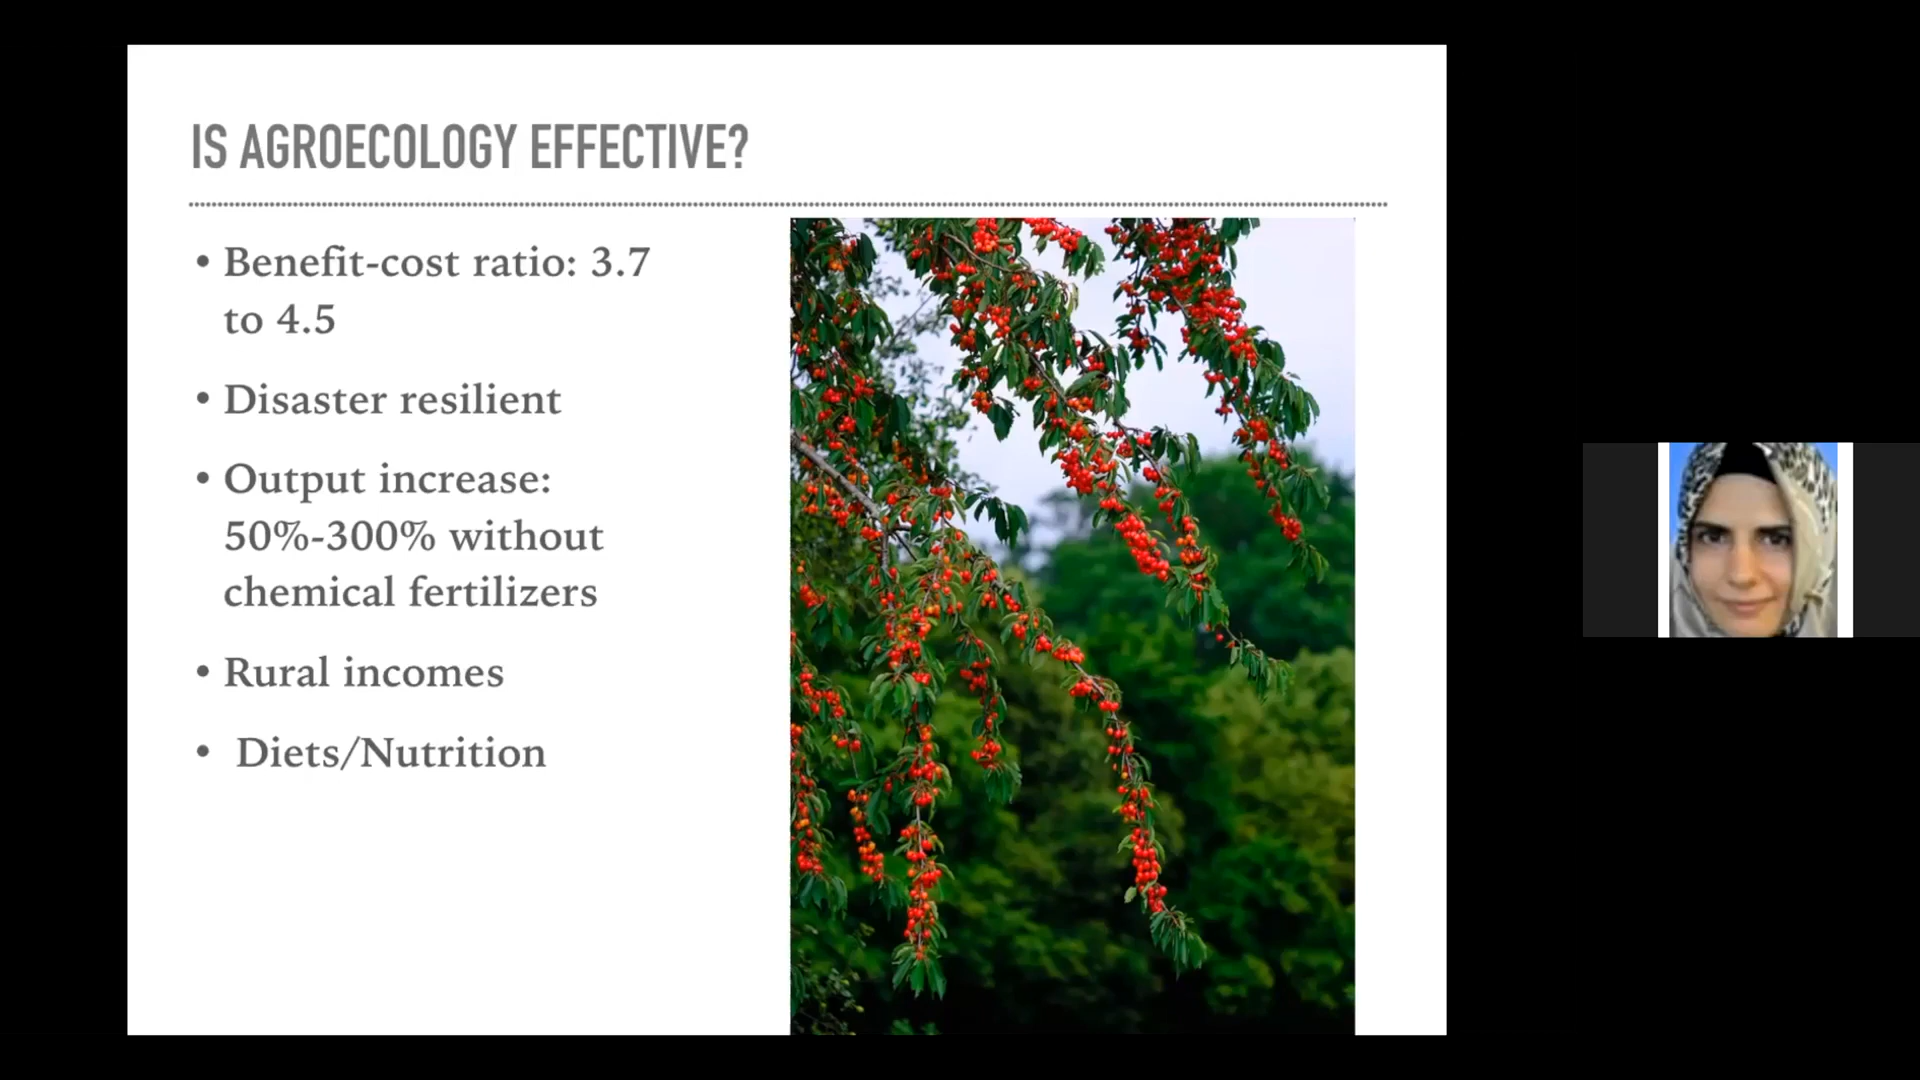 IS AGROECOLOGY EFFECTIVE?
• Benefit-cost ratio: 3.7
to 4.5
• Disaster resilient
• Output increase:
50%-300% without
chemical fertilizers
• Rural incomes
• Diets/Nutrition